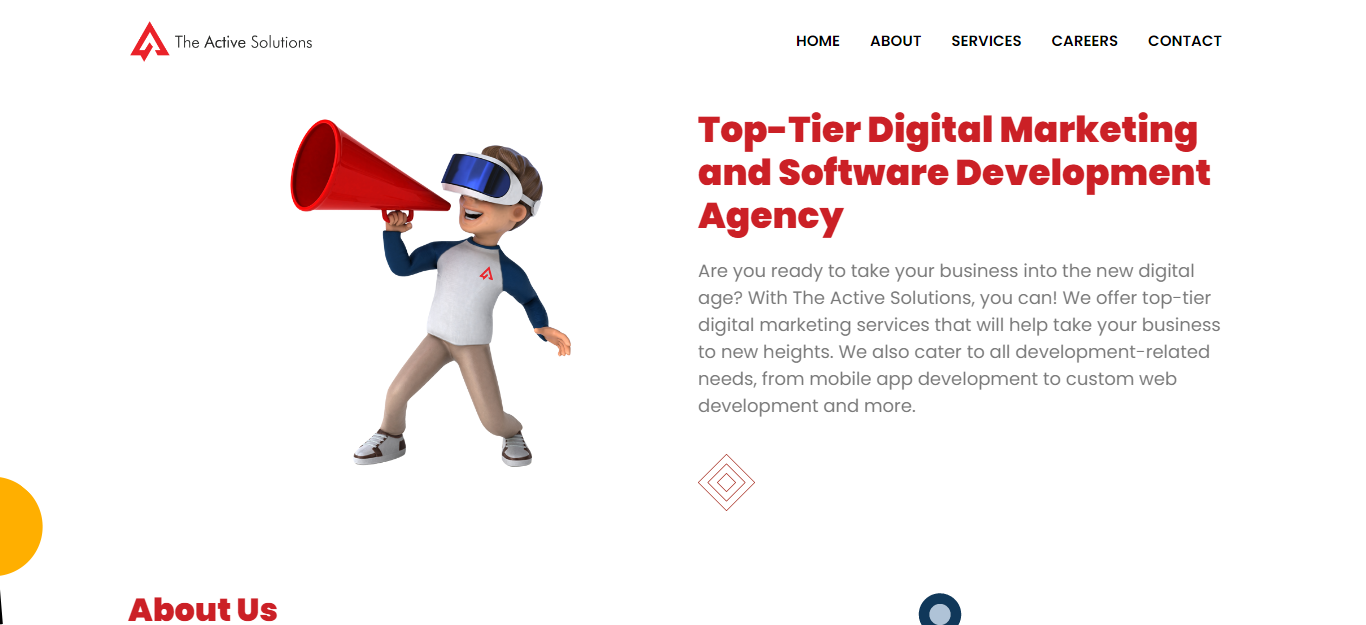 The Active Solutions
HOME ABOUT SERVICES CAREERS CONTACT
Top-Tier Digital Marketing
and Software Development
Agency
Are you ready to take your business into the new digital
age? With The Active Solutions, you can! We offer top-tier
digital marketing services that will help take your business
to new heights. We also cater to all development-related
needs, from mobile app development to custom web
development and more.
About Us